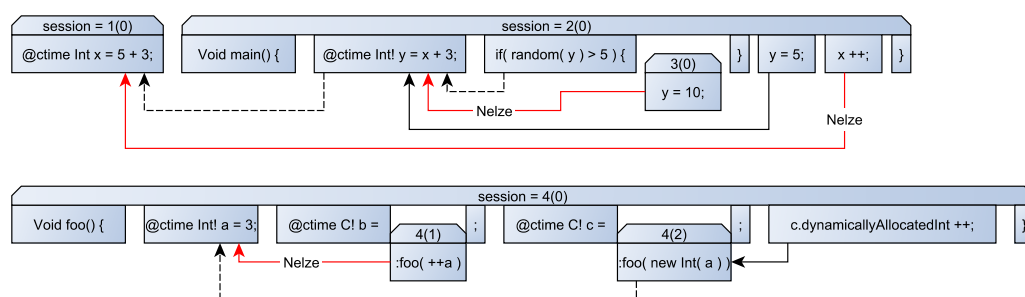 session = 1(0)
session = 2(0)
@ctime Int x = 5 + 3;
Void main() {
@ctime Int! y = x + 3;
if( random( y ) > 5 ) {
3(0)
y = 10;
}
y = 5;
x ++;
}
Nelze
Nelze
session = 4(0)
Void foo() {
@ctime Int! a = 3;
@ctime C! b =
4(1)
:foo( ++a )
;
@ctime C! c =
4(2)
:foo( new Int( a ) )
;
c.dynamicallyAllocatedInt ++;
}
Nelze